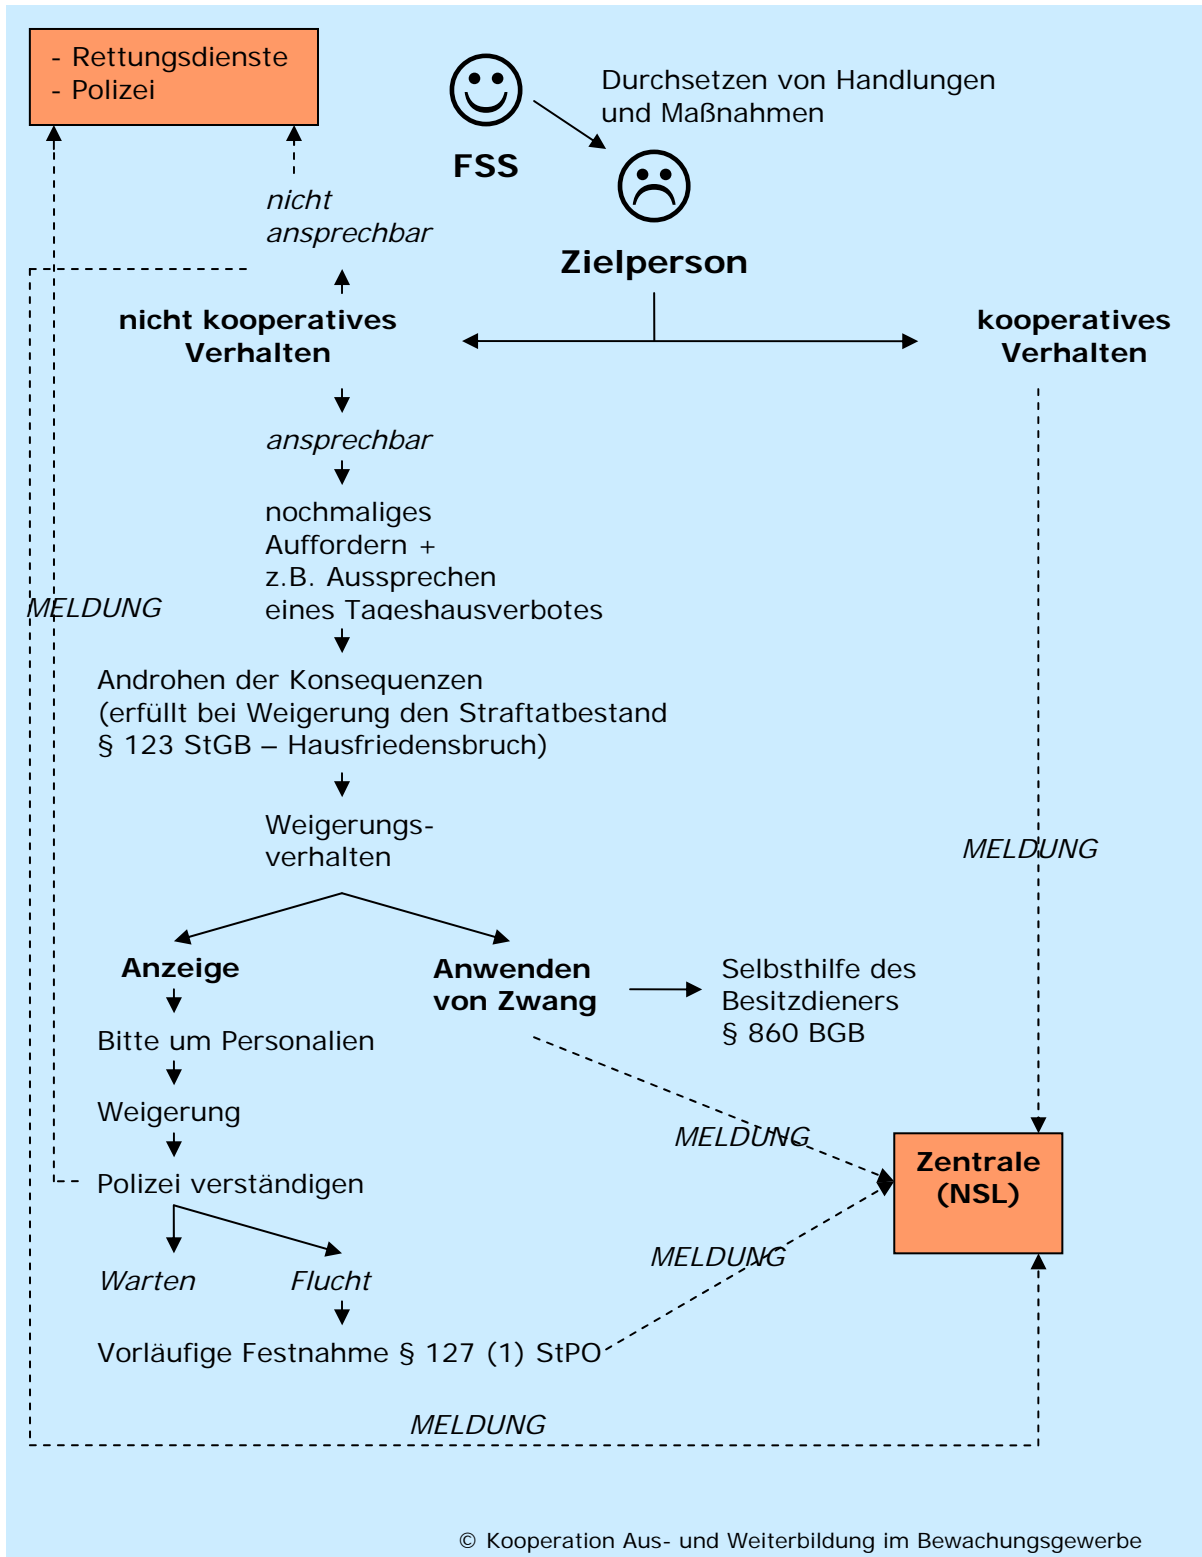 - Rettungsdienste
- Polizei
FSS
Durchsetzen von Handlungen
und Maßnahmen
nicht
ansprechbar
Zielperson
nicht kooperatives
Verhalten
kooperatives
Verhalten
ansprechbar
nochmaliges
Auffordern +
z.B. Aussprechen
eines Tageshausverbotes
MELDUNG
Androhen der Konsequenzen
(erfüllt bei Weigerung den Straftatbestand
§ 123 StGB – Hausfriedensbruch)
Weigerungs-
verhalten
MELDUNG
Anzeige
Anwenden
von Zwang
Selbsthilfe des
Besitzdieners
§ 860 BGB
Bitte um Personalien
Weigerung
MELDUNG
Zentrale
(NSL)
Polizei verständigen
MELDUNG
Warten
Flucht
Vorläufige Festnahme § 127 (1) StPO
MELDUNG
© Kooperation Aus- und Weiterbildung im Bewachungsgewerbe